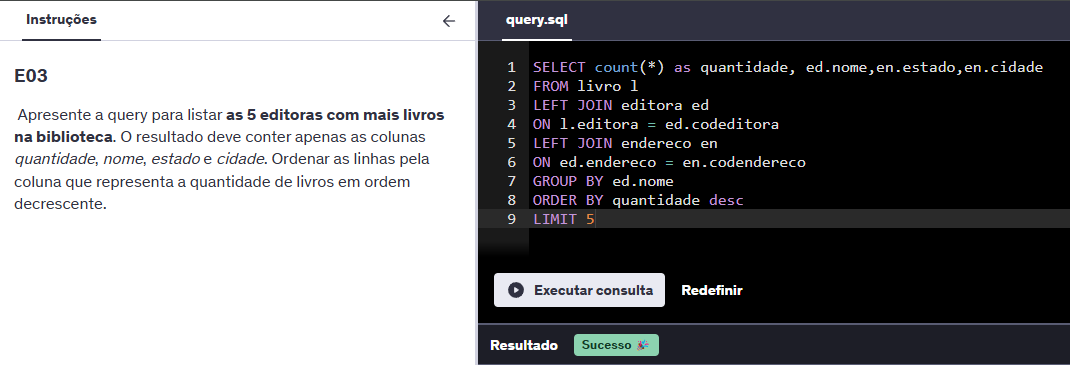 Instruções
E03
Apresente a query para listar as 5 editoras com mais livros
na biblioteca. O resultado deve conter apenas as colunas
quantidade, nome, estado e cidade. Ordenar as linhas pela
coluna que representa a quantidade de livros em ordem
decrescente.
query.sql
1 SELECT count(*) as quantidade, ed.nome,en.estado,en.cidade
2 FROM livro l
3 LEFT JOIN editora ed
4 ON l.editora = ed.codeditora
5 LEFT JOIN endereco en
6 ON ed.endereco = en.codendereco
7 GROUP BY ed.nome
8 ORDER BY quantidade desc
9 LIMIT 5
Executar consulta Redefinir
Resultado Sucesso 🎉